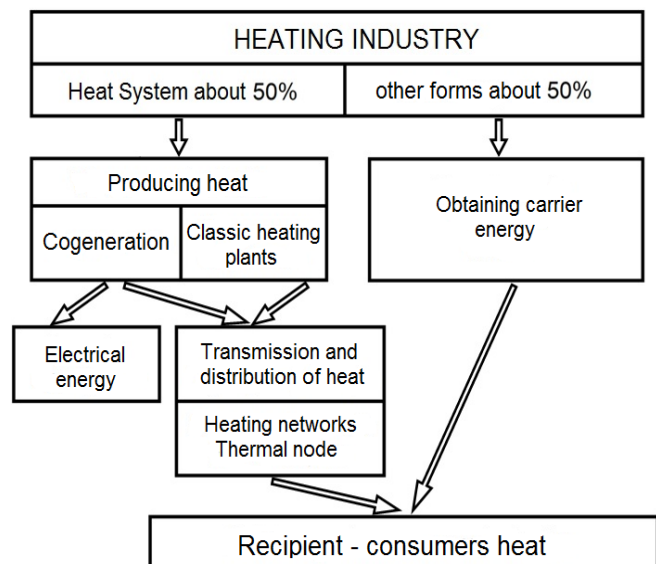 HEATING INDUSTRY
Heat System about 50%
other forms about 50%
Producing heat
Cogeneration
Classic heating
plants
Obtaining carrier
energy
Electrical
energy
Transmission and
distribution of heat
Heating networks
Thermal node
Recipient - consumers heat